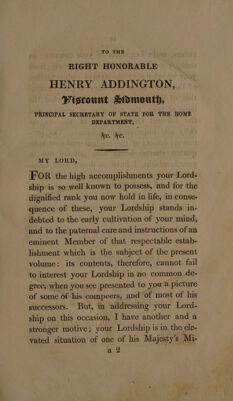 TO THE
RIGHT HONORABLE
HENRY ADDINGTON,
Viscount Sidmouth,
PRINCIPAL SECRETARY OF STATE FOR THE HOME
DEPARTMENT,
&c. &c.
MY LORD,
FOR the high accomplishments your Lord-
ship is so well known to possess, and for the
dignified rank you now hold in life, in conse-
quence of these, your Lordship stands in-
debted to the early cultivation of your mind,
and to the paternal care and instructions of an
eminent Member of that respectable estab-
lishment which is the subject of the present
volume: its contents, therefore, cannot fail
to interest your Lordship in no common de-
gree, when you see presented to you a picture
of some of his compeers, and of most of his
successors. But, in addressing your Lord-
ship on this occasion, I have another and a
stronger motive; your Lordship is in the ele-
vated situation of one of his Majesty's Mi-
a 2